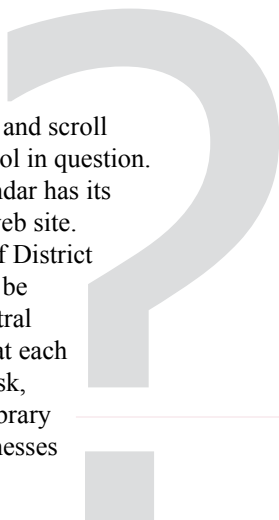 and scroll
ol in question.
ndar has its
eb site.
f District
be
tral
at each
sk,
brary
nesses
?